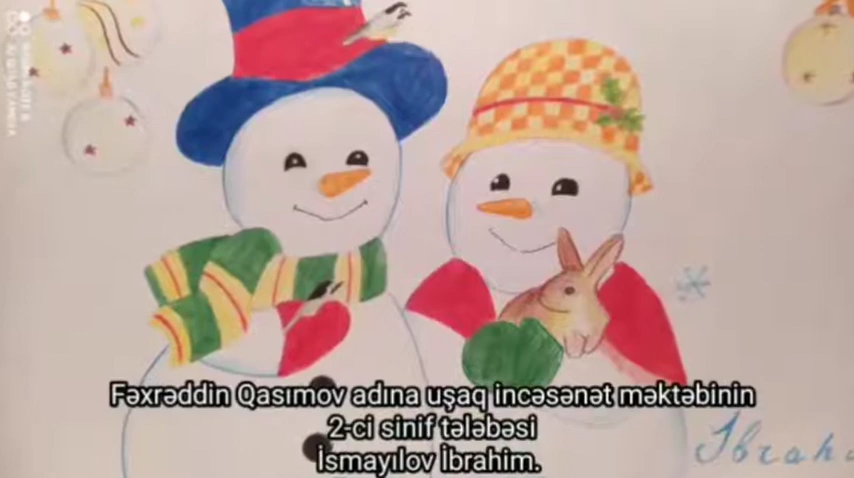 Fəxrəddin Qasımov adına uşaq incəsənət məktəbinin
2-ci sinif tələbəsi
İsmayılov İbrahim.